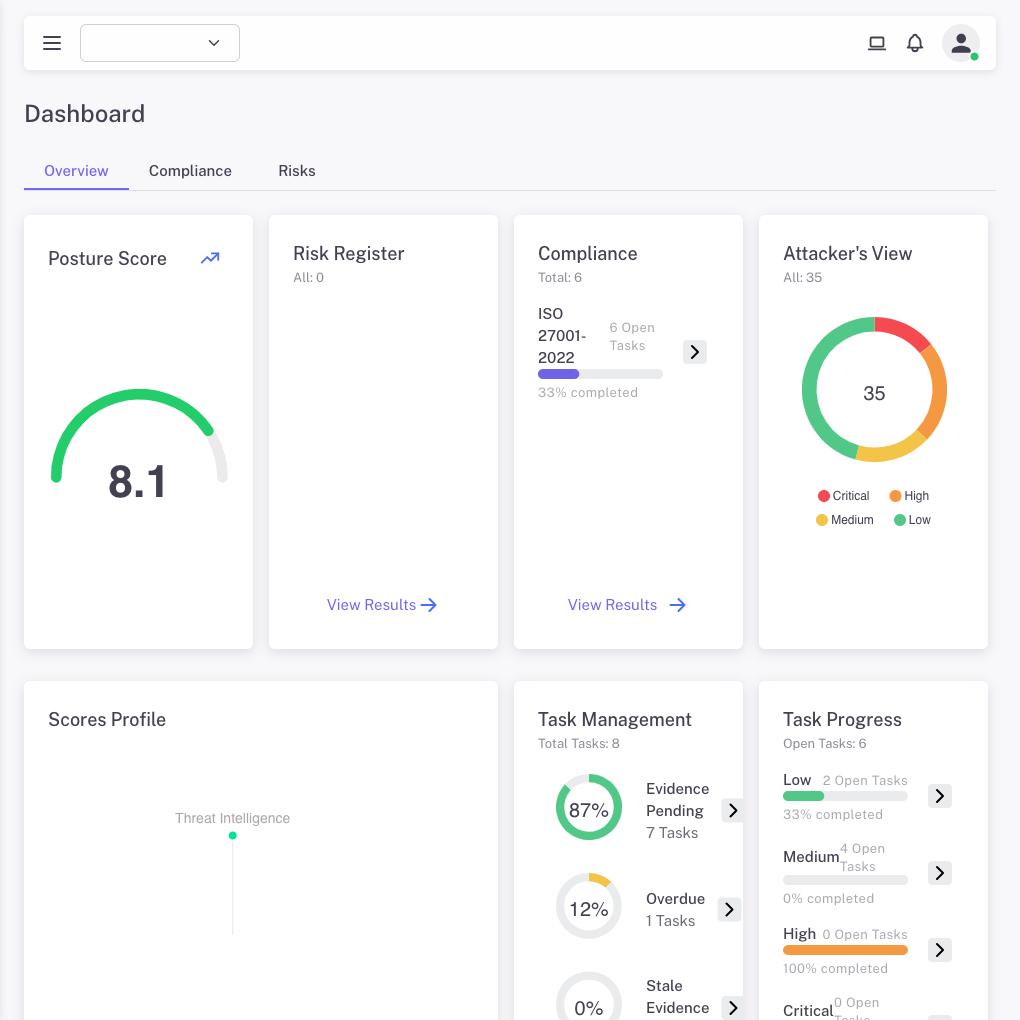 Dashboard
Overview
Compliance
Risks
Posture Score
8.1
Risk Register
All: 0
View Results
Compliance
Total: 6
ISO
27001-
2022
6 Open
Tasks
33% completed
View Results
Attacker's View
All: 35
35
Critical
High
Medium
Low
Scores Profile
Threat Intelligence
Task Management
Total Tasks: 8
87%
Evidence
Pending
7 Tasks
12%
Overdue
1 Tasks
0%
Stale
Evidence
Task Progress
Open Tasks: 6
Low
2 Open Tasks
33% completed
Medium
4 Open
Tasks
0% completed
High
0 Open Tasks
100% completed
Critical
0 Open
Tasks